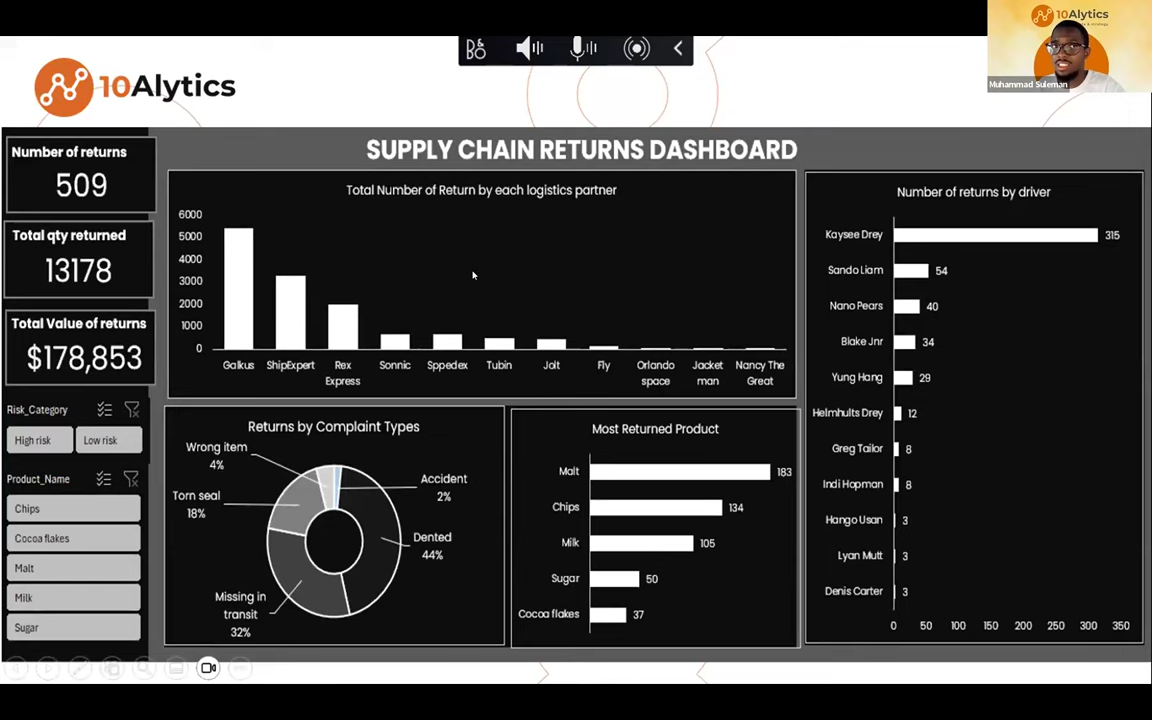 10Alytics
Muhammad Suleman
10Alytics
SUPPLY CHAIN RETURNS DASHBOARD
Number of returns
509
Total qty returned
13178
Total Value of returns
$178,853
Risk_Category
High risk
Low risk
Product_Name
Chips
Cocoa flakes
Malt
Milk
Sugar
Total Number of Return by each logistics partner
6000
5000
4000
3000
2000
1000
0
Galkus
ShipExpert
Rex
Express
Sonnic
Sppedex
Tubin
Joit
Fly
Orlando
space
Jacket
man
Nancy The
Great
Returns by Complaint Types
Wrong item
4%
Accident
2%
Torn seal
18%
Dented
44%
Missing in
transit
32%
Most Returned Product
Malt 183
Chips 134
Milk 105
Sugar 50
Cocoa flakes 37
Number of returns by driver
Kaysee Drey 315
Sando Liam 54
Nano Pears 40
Blake Jnr 34
Yung Hang 29
Helmhults Drey 12
Greg Tailor 8
Indi Hopman 8
Hango Usan 3
Lyan Mutt 3
Denis Carter 3
0 50 100 150 200 250 300 350